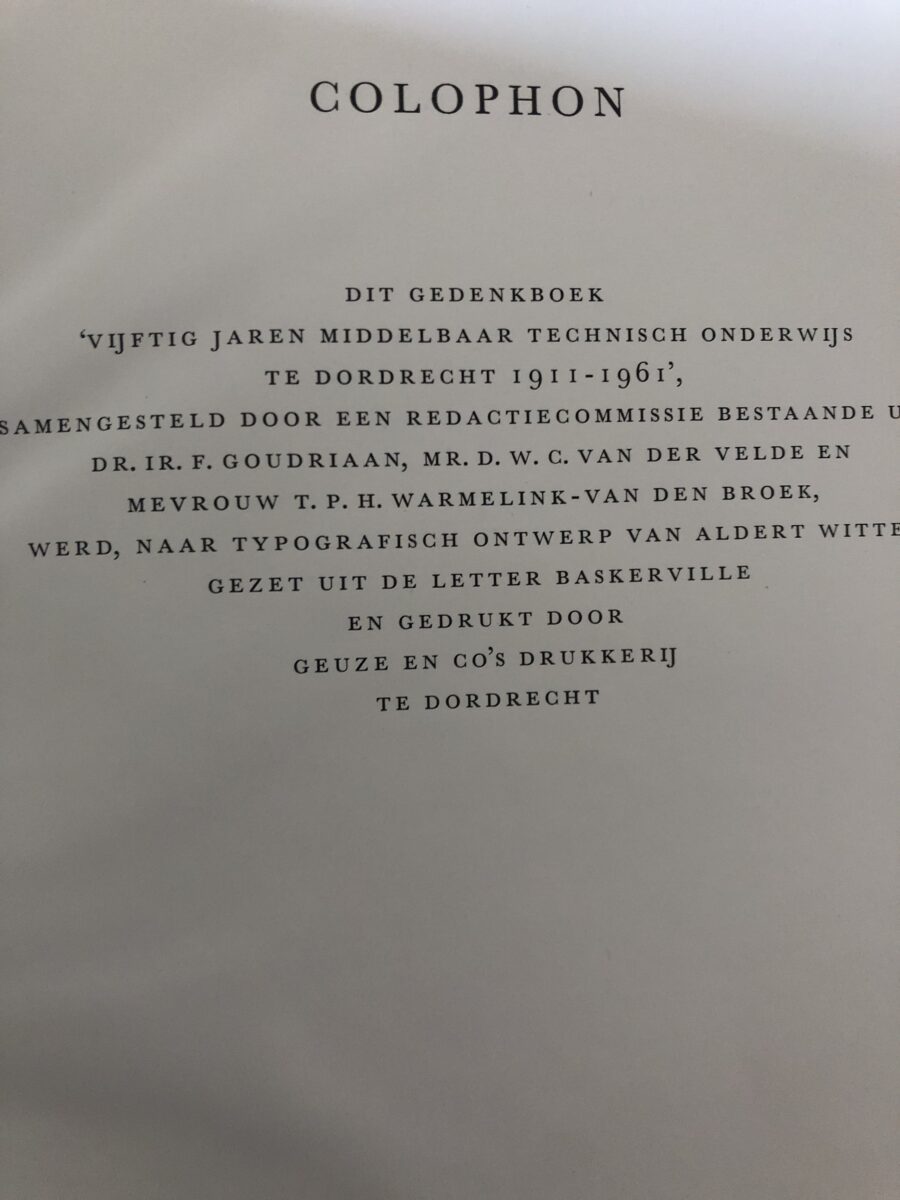 COLOPHON
DIT GEDENKBOEK
‘VIJFTIG JAREN MIDDELBAAR TECHNISCH ONDERWIJS
TE DORDRECHT 1911-1961’,
SAMENGESTELD DOOR EEN REDACTIECOMMISSIE BESTAANDE
DR. IR. F. GOUDRIAAN, MR. D. W. C. VAN DER VELDE EN
MEVROUW T. P. H. WARMELINK-VAN DEN BROEK,
WERD, NAAR TYPOGRAFISCH ONTWERP VAN ALDERT WITTE
GEZET UIT DE LETTER BASKERVILLE
EN GEDRUKT DOOR
GEUZE EN CO’S DRUKKERIJ
TE DORDRECHT